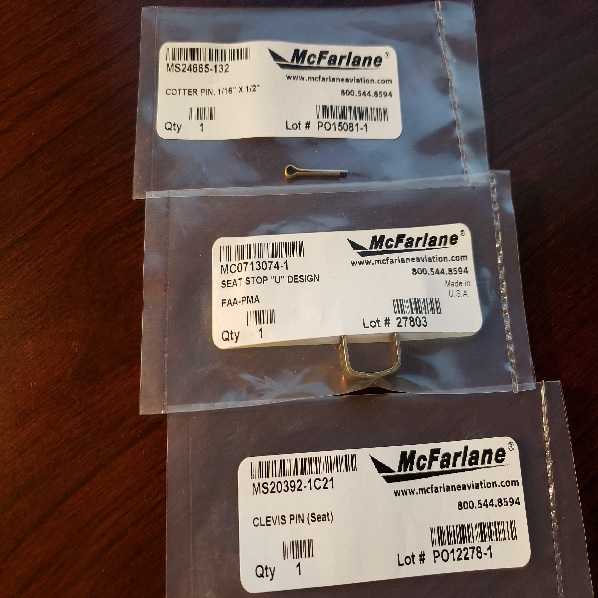 McFarlane®
MS24665-132
www.mcfarlaneaviation.com
COTTER PIN, 1/16" X 1/2"
800.544.8594
Qty 1
Lot # PO15081-1
McFarlane®
MC0713074-1
www.mcfarlaneaviation.com
SEAT STOP "U" DESIGN
800.544.8594
FAA-PMA
Made in
U.S.A.
Qty 1
Lot # 27803
McFarlane®
MS20392-1C21
www.mcfarlaneaviation.com
800.544.8594
CLEVIS PIN (Seat)
Qty 1
Lot # PO12278-1